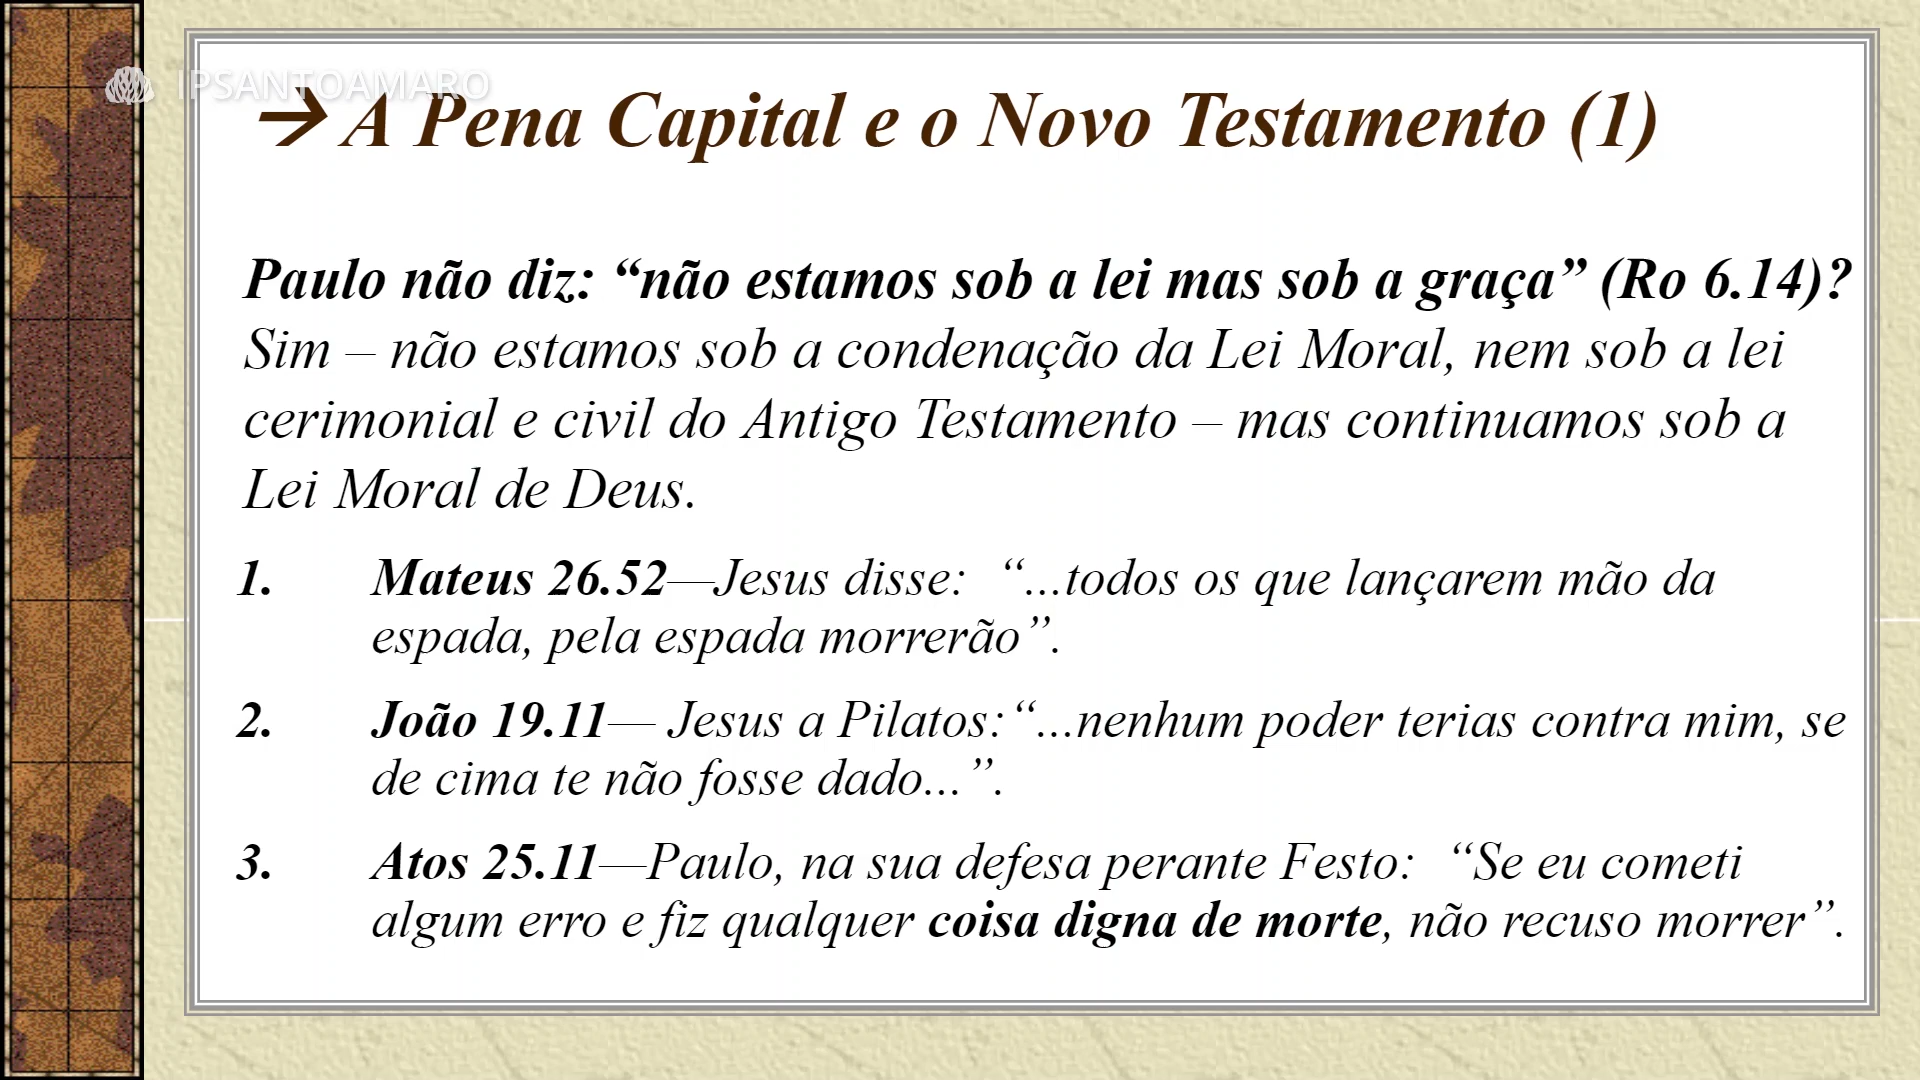 IPSANTOAMARO
→ A Pena Capital e o Novo Testamento (1)
Paulo não diz: “não estamos sob a lei mas sob a graça” (Ro 6.14)?
Sim – não estamos sob a condenação da Lei Moral, nem sob a lei
cerimonial e civil do Antigo Testamento – mas continuamos sob a
Lei Moral de Deus.
1. Mateus 26.52—Jesus disse: “...todos os que lançarem mão da
espada, pela espada morrerão”.
2. João 19.11— Jesus a Pilatos:“...nenhum poder terias contra mim, se
de cima te não fosse dado...”.
3. Atos 25.11—Paulo, na sua defesa perante Festo: “Se eu cometi
algum erro e fiz qualquer coisa digna de morte, não recuso morrer”.